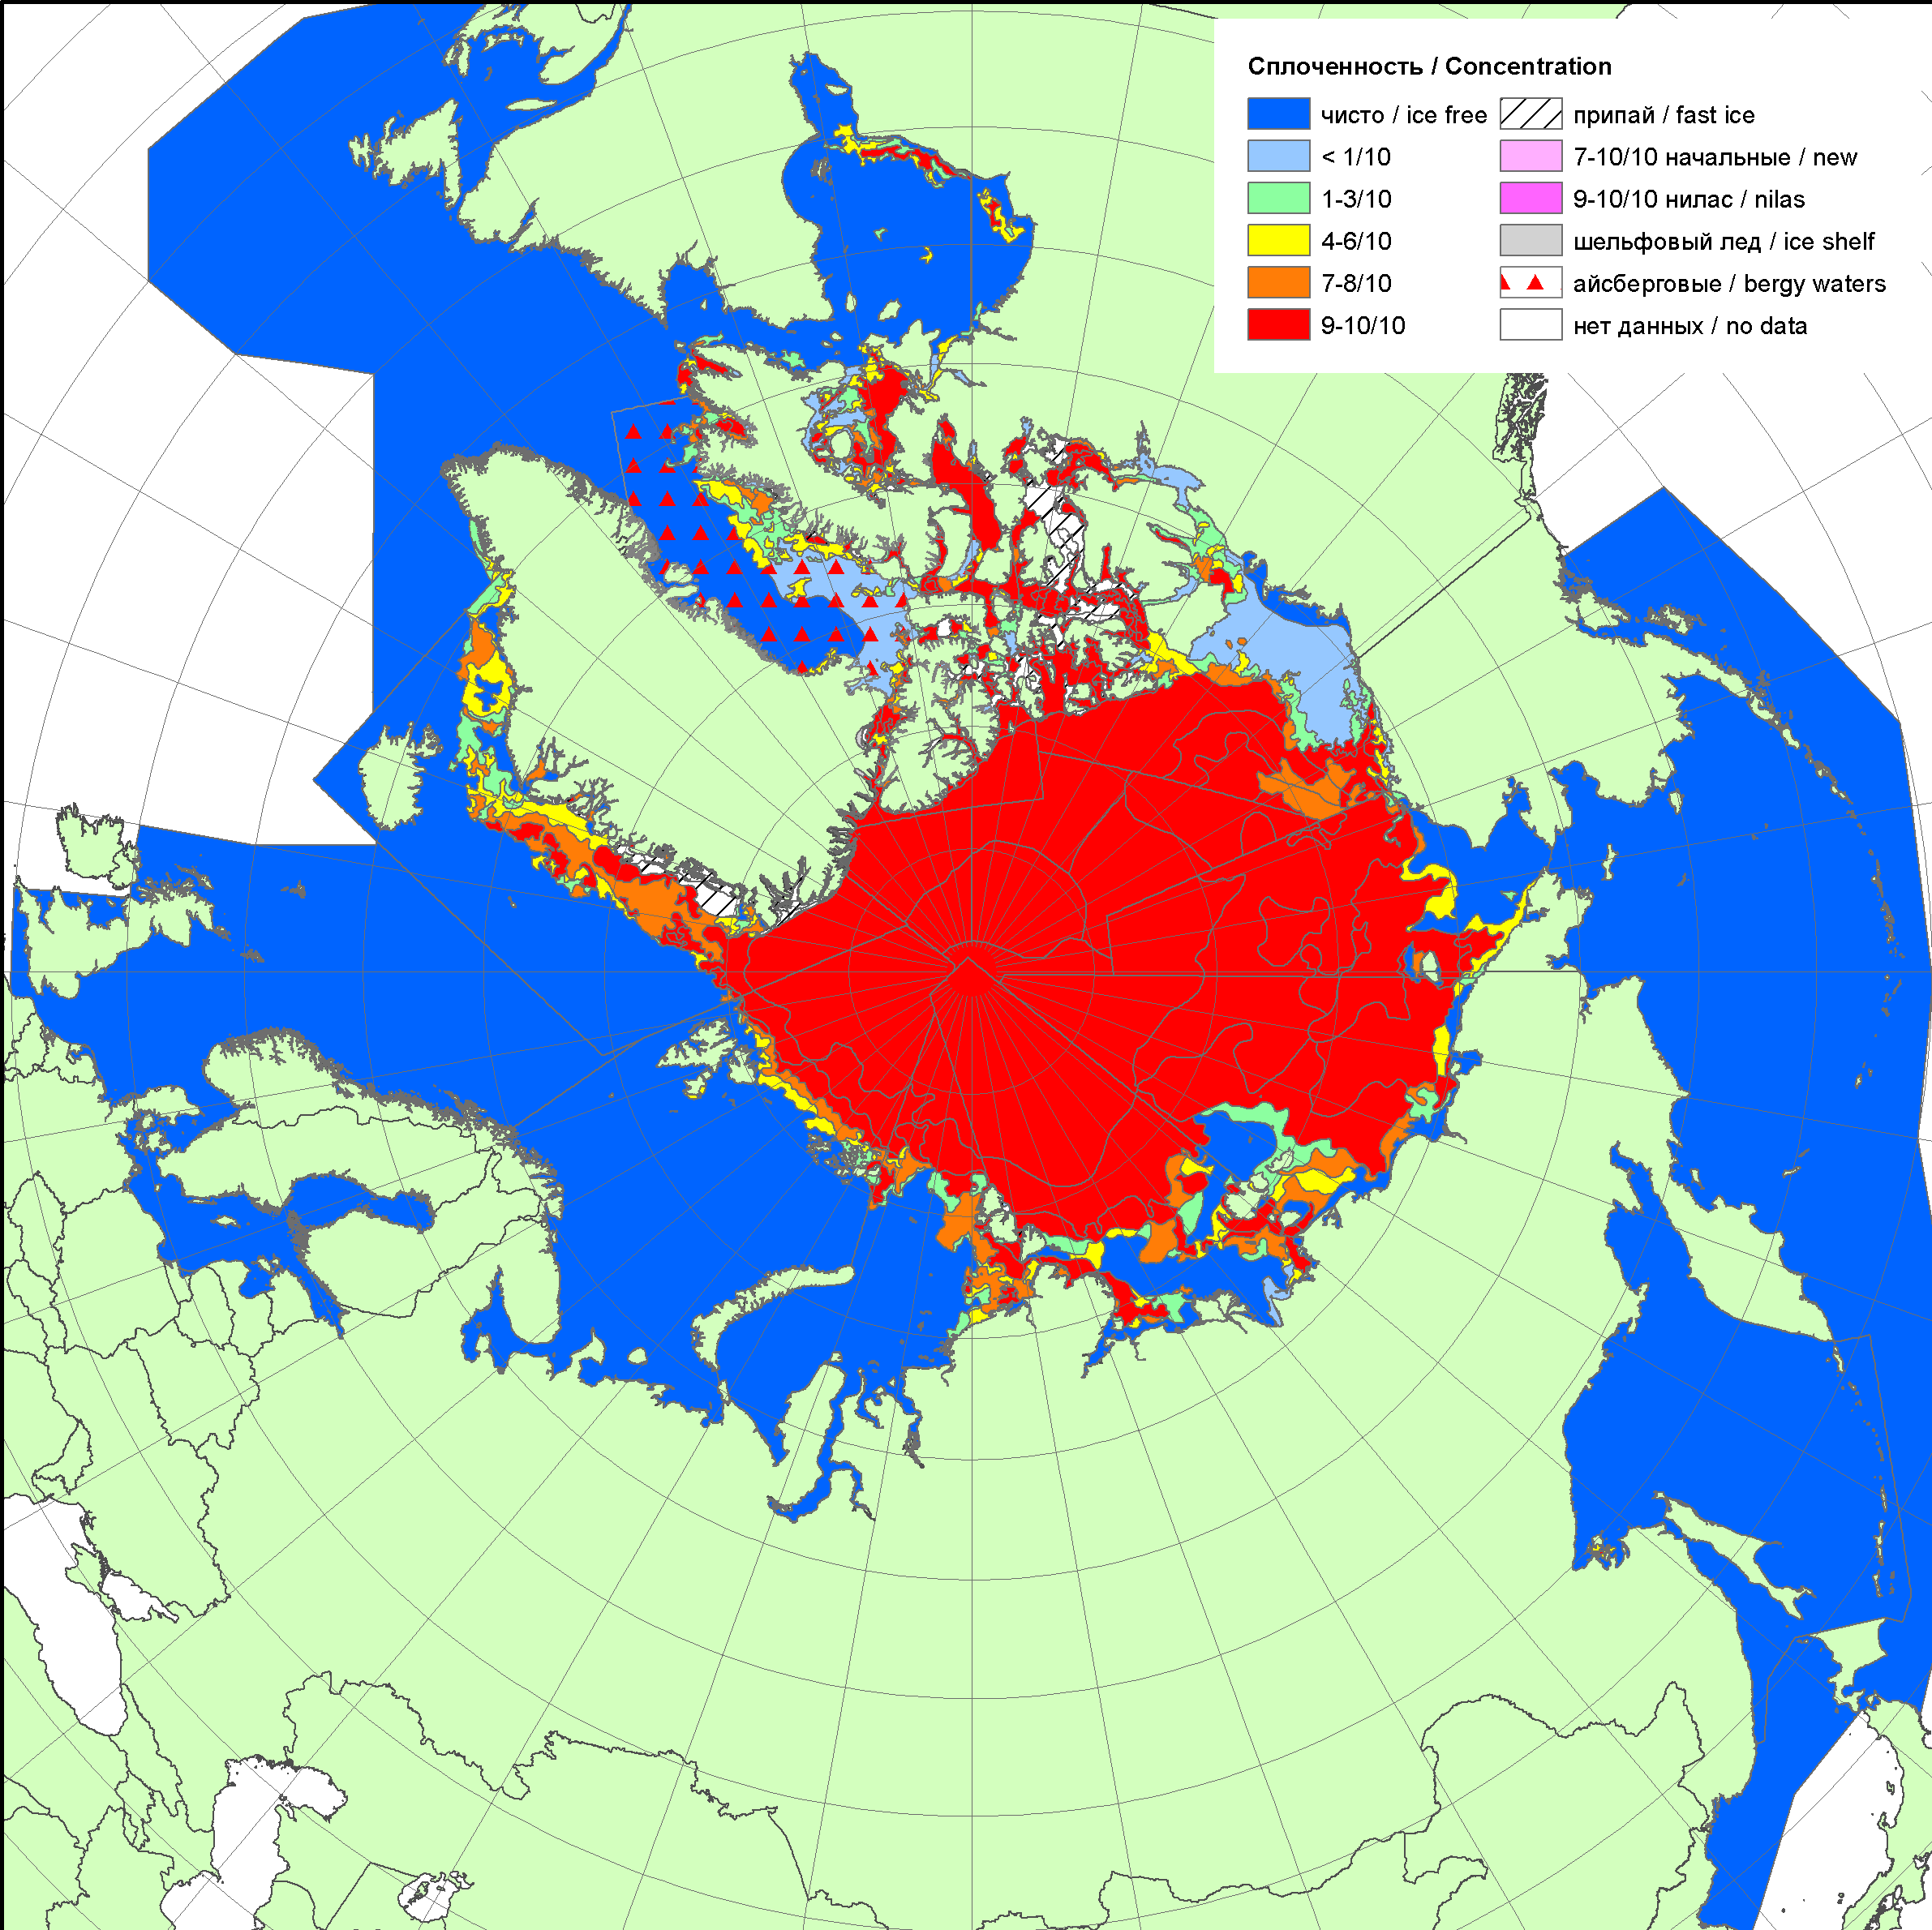 Сплоченность / Concentration
чисто / ice free
< 1/10
1-3/10
4-6/10
7-8/10
9-10/10
припай / fast ice
7-10/10 начальные / new
9-10/10 нилас / nilas
шельфовый лед / ice shelf
айсберговые / bergy waters
нет данных / no data